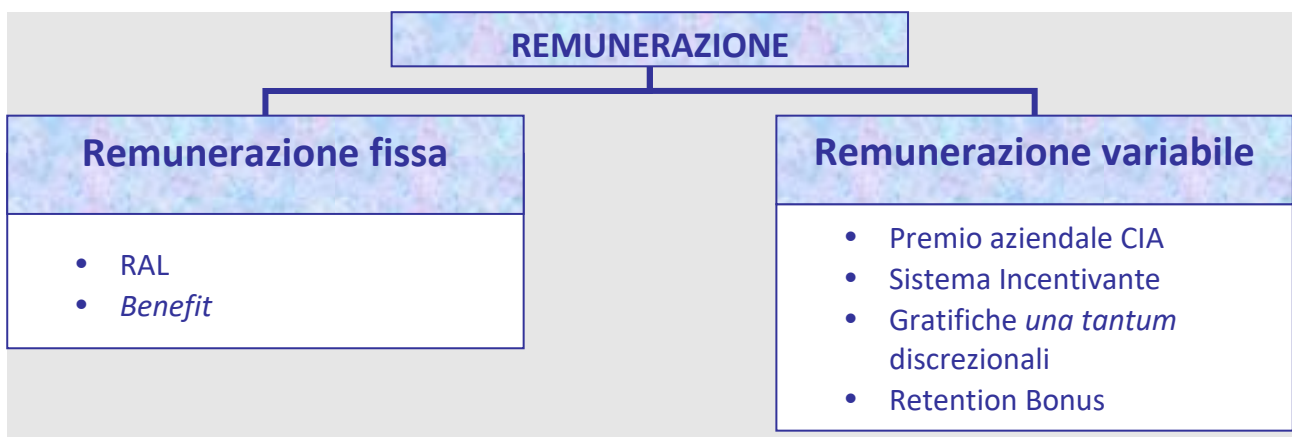 REMUNERAZIONE
Remunerazione fissa
• RAL
• Benefit
Remunerazione variabile
• Premio aziendale CIA
• Sistema Incentivante
• Gratifiche una tantum
discrezionali
• Retention Bonus